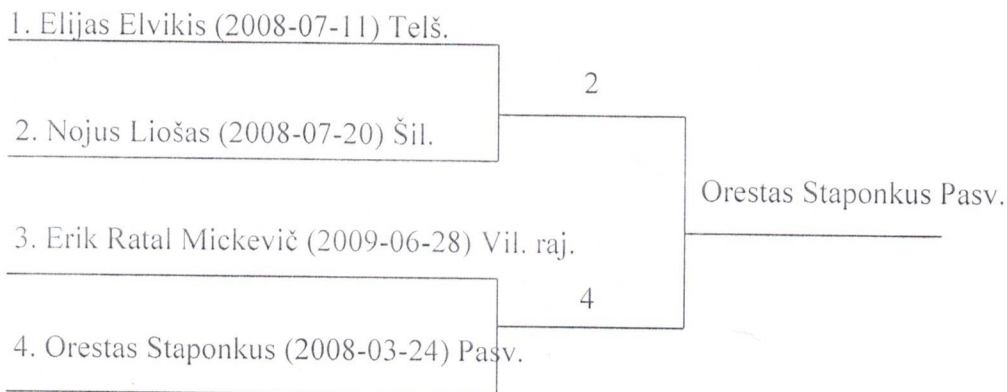 1. Elijas Elvikis (2008-07-11) Telš.
2
2. Nojus Liošas (2008-07-20) Šil.
Orestas Staponkus Pasv.
3. Erik Ratal Mickevič (2009-06-28) Vil. raj.
4
4. Orestas Staponkus (2008-03-24) Pasv.